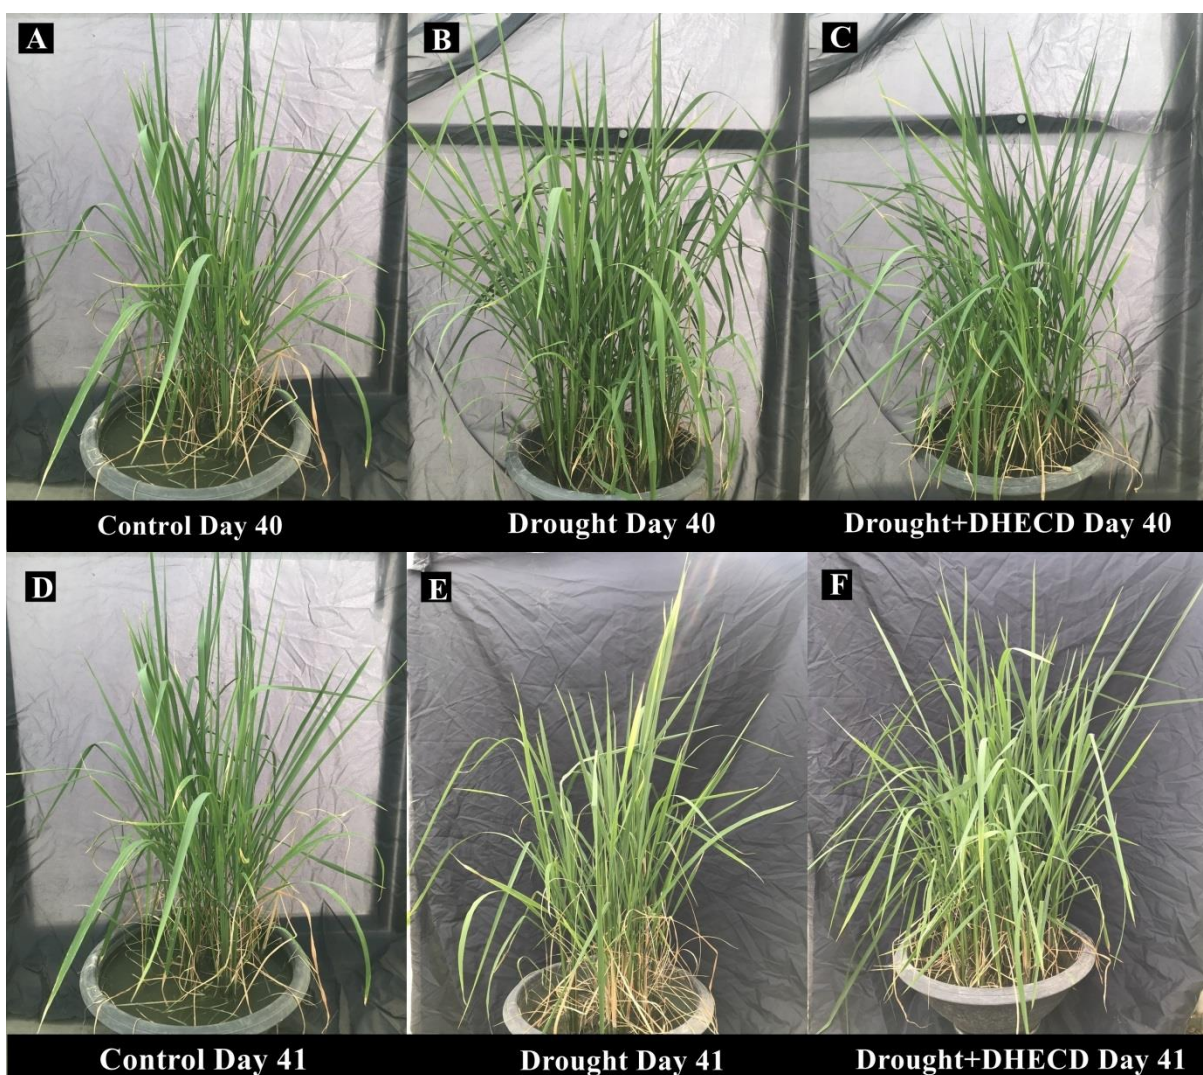 A
B
C
Control Day 40
Drought Day 40
Drought+DHECD Day 40
D
E
F
Control Day 41
Drought Day 41
Drought+DHECD Day 41